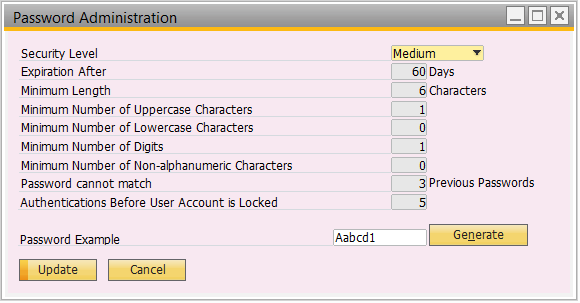 Password Administration
Security Level Medium
Expiration After 60 Days
Minimum Length 6 Characters
Minimum Number of Uppercase Characters 1
Minimum Number of Lowercase Characters 0
Minimum Number of Digits 1
Minimum Number of Non-alphanumeric Characters 0
Password cannot match 3 Previous Passwords
Authentications Before User Account is Locked 5
Password Example Aabcd1 Generate
Update Cancel